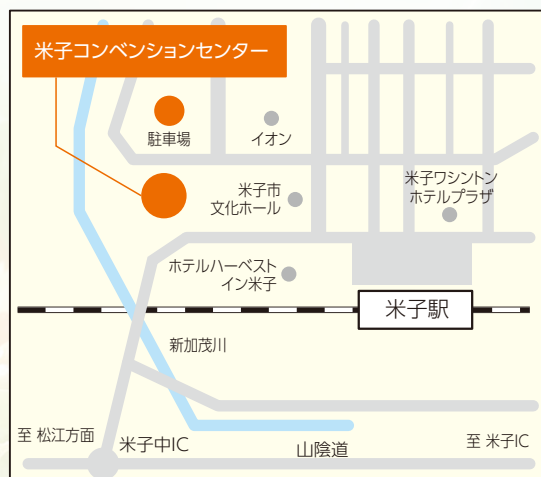 米子コンベンションセンター
駐車場
イオン
米子市
文化ホール
米子ワシントン
ホテルプラザ
ホテルハーベスト
イン米子
米子駅
新加茂川
至 松江方面
米子中IC
山陰道
至 米子IC